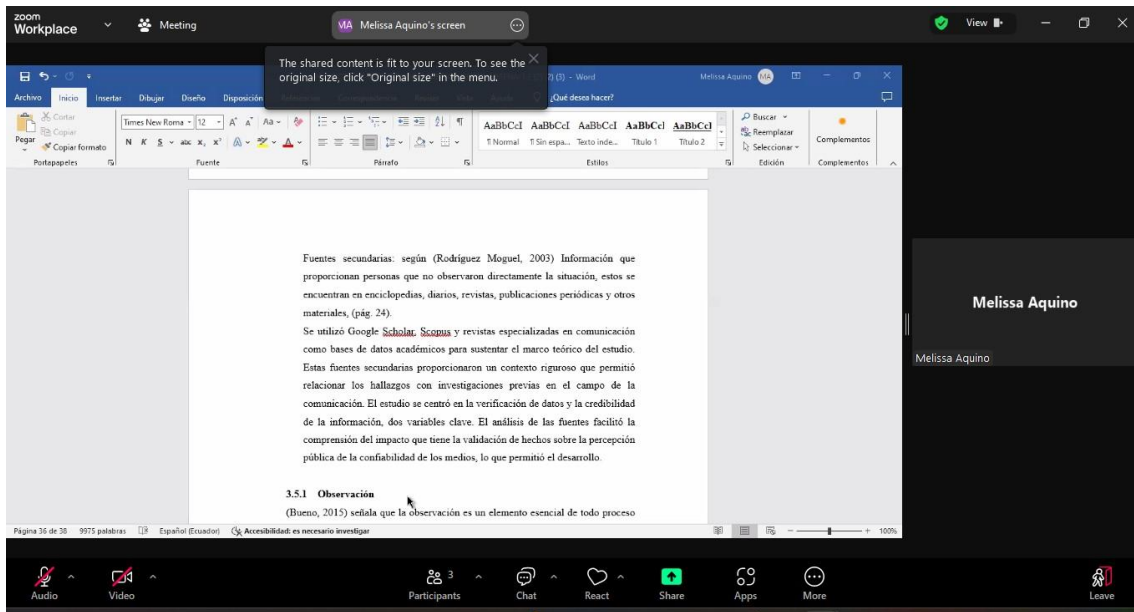 zoom
Workplace
Meeting
MA Melissa Aquino's screen
View
The shared content is fit to your screen. To see the
original size, click "Original size" in the menu.
(3) - Word
Melissa Aquino MA
Archivo Inicio Insertar Dibujar Diseño Disposición ¿Qué desea hacer?
Pegar
Cortar
Copiar
Copiar formato
Portapapeles
Times New Roma 12
N K S abc x, x²
Fuente
Párrafo
AaBbCcI AaBbCcI AaBbCcI AaBbCcI AaBbCcI
¶ Normal ¶ Sin espa... Texto inde... Título 1 Título 2
Estilos
Buscar
Reemplazar
Seleccionar
Edición
Complementos
Complementos
Fuentes secundarias: según (Rodríguez Moguel, 2003) Información que
proporcionan personas que no observaron directamente la situación, estos se
encuentran en enciclopedias, diarios, revistas, publicaciones periódicas y otros
materiales, (pág. 24).
Se utilizó Google Scholar, Scopus y revistas especializadas en comunicación
como bases de datos académicos para sustentar el marco teórico del estudio.
Estas fuentes secundarias proporcionaron un contexto riguroso que permitió
relacionar los hallazgos con investigaciones previas en el campo de la
comunicación. El estudio se centró en la verificación de datos y la credibilidad
de la información, dos variables clave. El análisis de las fuentes facilitó la
comprensión del impacto que tiene la validación de hechos sobre la percepción
pública de la confiabilidad de los medios, lo que permitió el desarrollo.
3.5.1 Observación
(Bueno, 2015) señala que la observación es un elemento esencial de todo proceso
Página 36 de 38 9975 palabras Español (Ecuador) Accesibilidad: es necesario investigar
100%
Melissa Aquino
Melissa Aquino
Audio
Video
3
Participants
Chat
React
Share
Apps
More
Leave